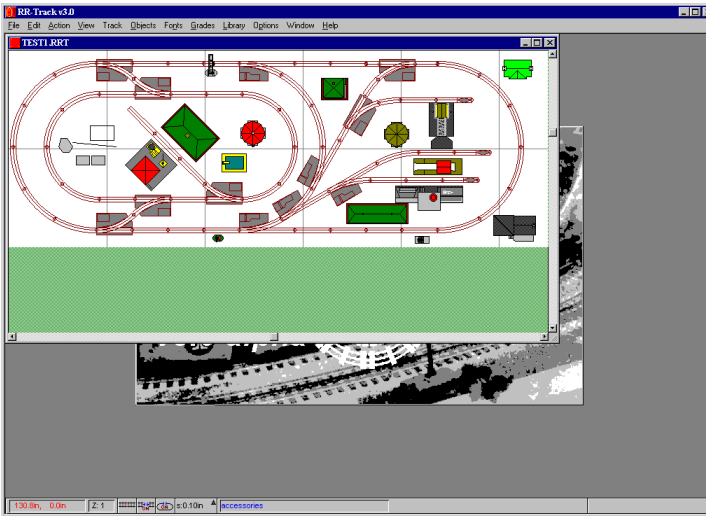 RR-Track v3.0
File Edit Action View Track Objects Fonts Grades Library Options Window Help
TEST1.RRT
130.8in, 0.0in Z: 1 s:0.10in accessories